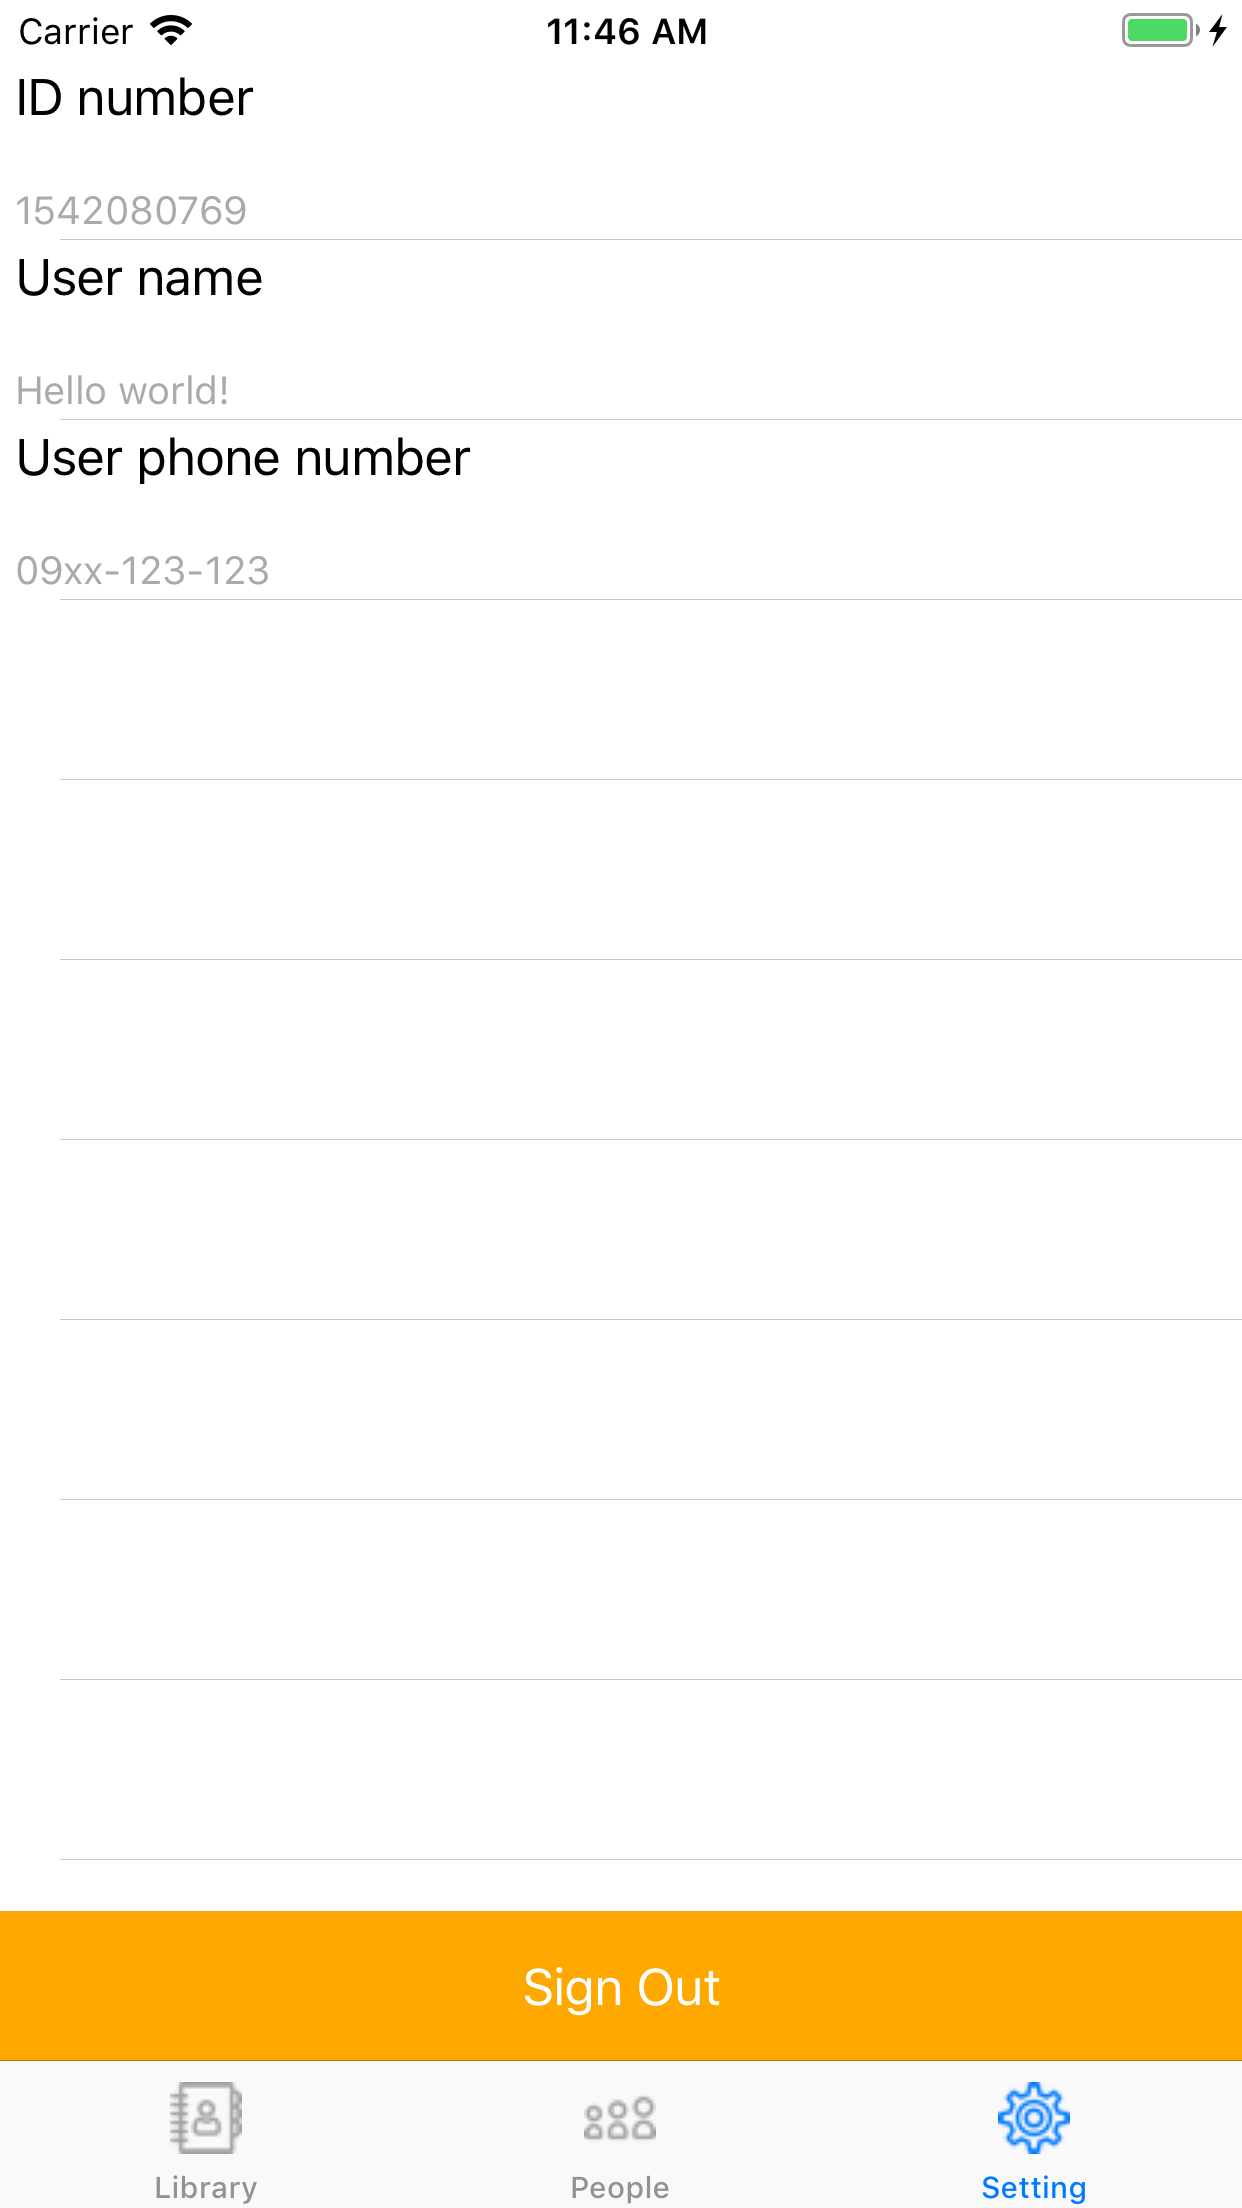 Carrier 11:46 AM
ID number
1542080769
User name
Hello world!
User phone number
09xx-123-123
Sign Out
Library People Setting